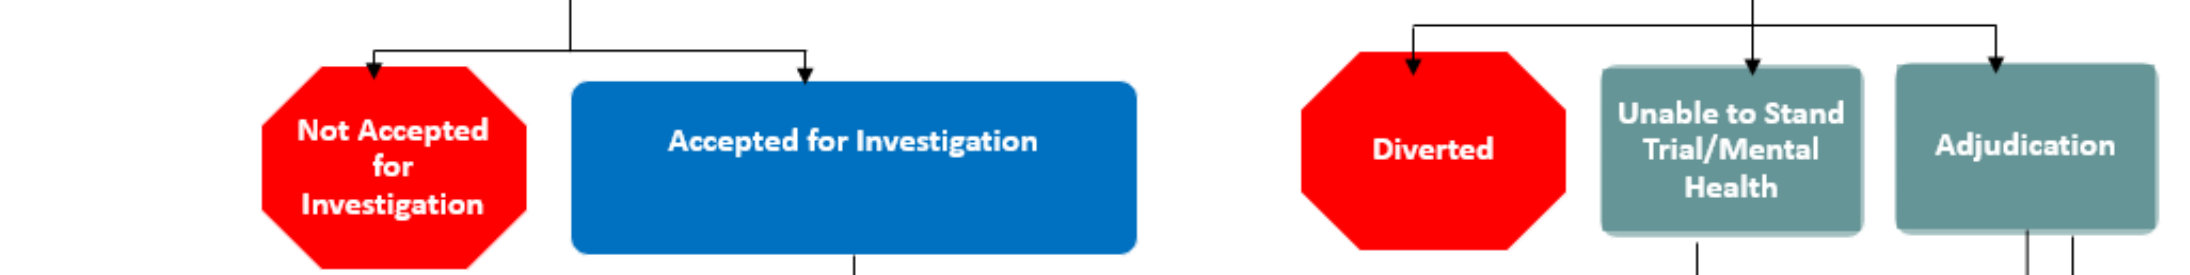 Not Accepted
for
Investigation
Accepted for Investigation
Diverted
Unable to Stand
Trial/Mental
Health
Adjudication